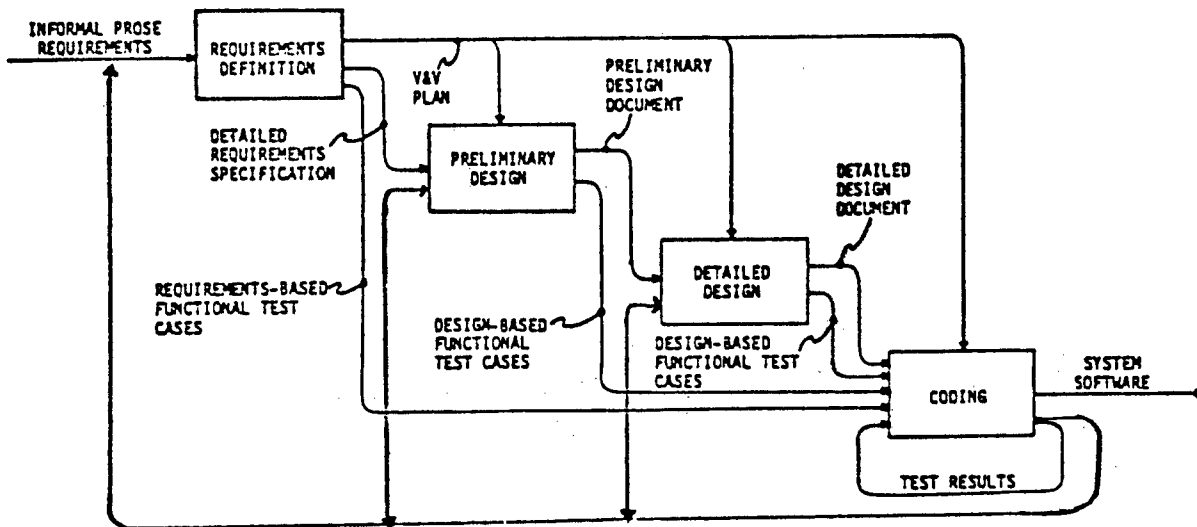 INFORMAL PROSE
REQUIREMENTS
REQUIREMENTS
DEFINITION
V&V
PLAN
PRELIMINARY
DESIGN
DOCUMENT
DETAILED
REQUIREMENTS
SPECIFICATION
PRELIMINARY
DESIGN
DETAILED
DESIGN
DOCUMENT
DETAILED
DESIGN
REQUIREMENTS-BASED
FUNCTIONAL TEST
CASES
DESIGN-BASED
FUNCTIONAL
TEST CASES
DESIGN-BASED
FUNCTIONAL TEST
CASES
CODING
SYSTEM
SOFTWARE
TEST RESULTS